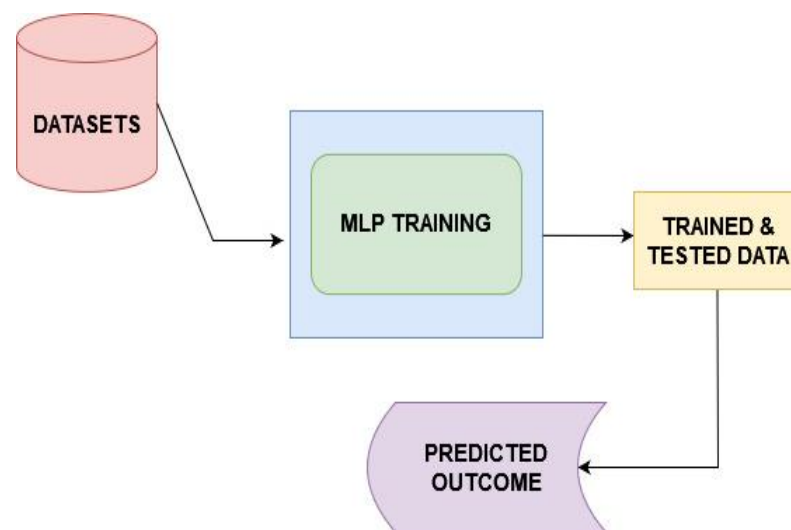 DATASETS
MLP TRAINING
TRAINED &
TESTED DATA
PREDICTED
OUTCOME